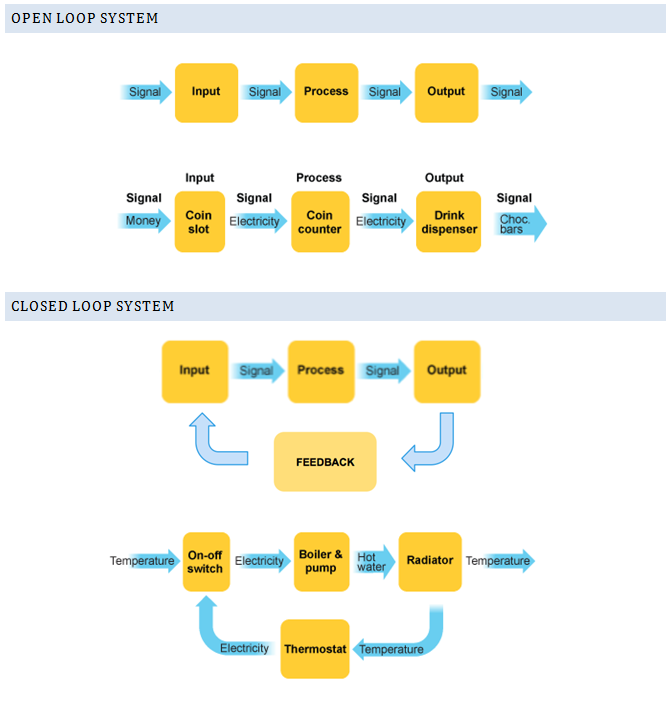 OPEN LOOP SYSTEM
Signal
Input
Signal
Process
Signal
Output
Signal
Input
Process
Output
Signal
Signal
Signal
Signal
Money
Coin
slot
Electricity
Coin
counter
Electricity
Drink
dispenser
Choc.
bars
CLOSED LOOP SYSTEM
Input
Signal
Process
Signal
Output
FEEDBACK
Temperature
On-off
switch
Electricity
Boiler &
pump
Hot
water
Radiator
Temperature
Electricity
Thermostat
Temperature